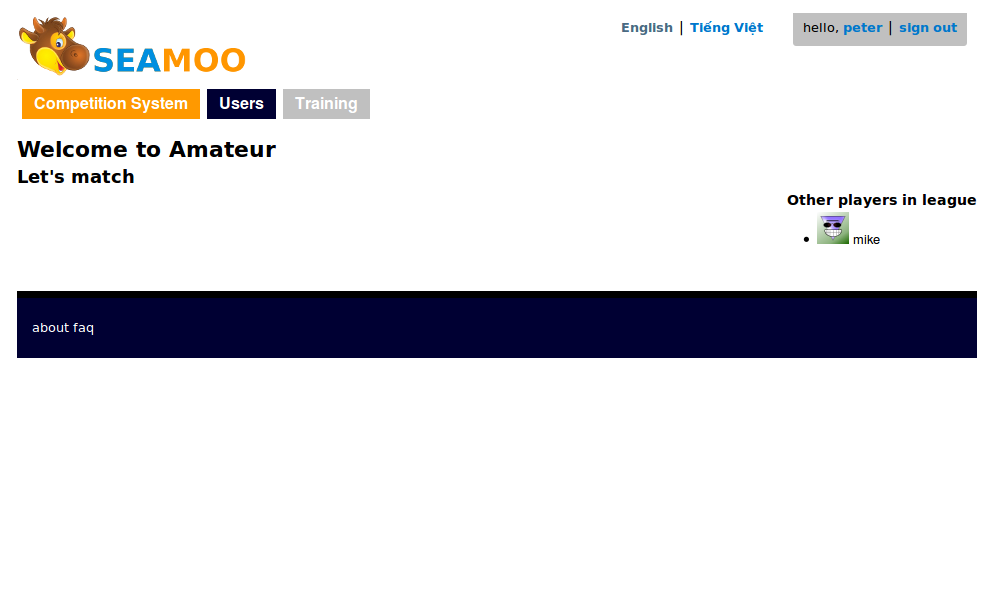 SEAMOO
English | Tiếng Việt
hello, peter | sign out
Competition System Users Training
Welcome to Amateur
Let's match
Other players in league
• mike
about faq